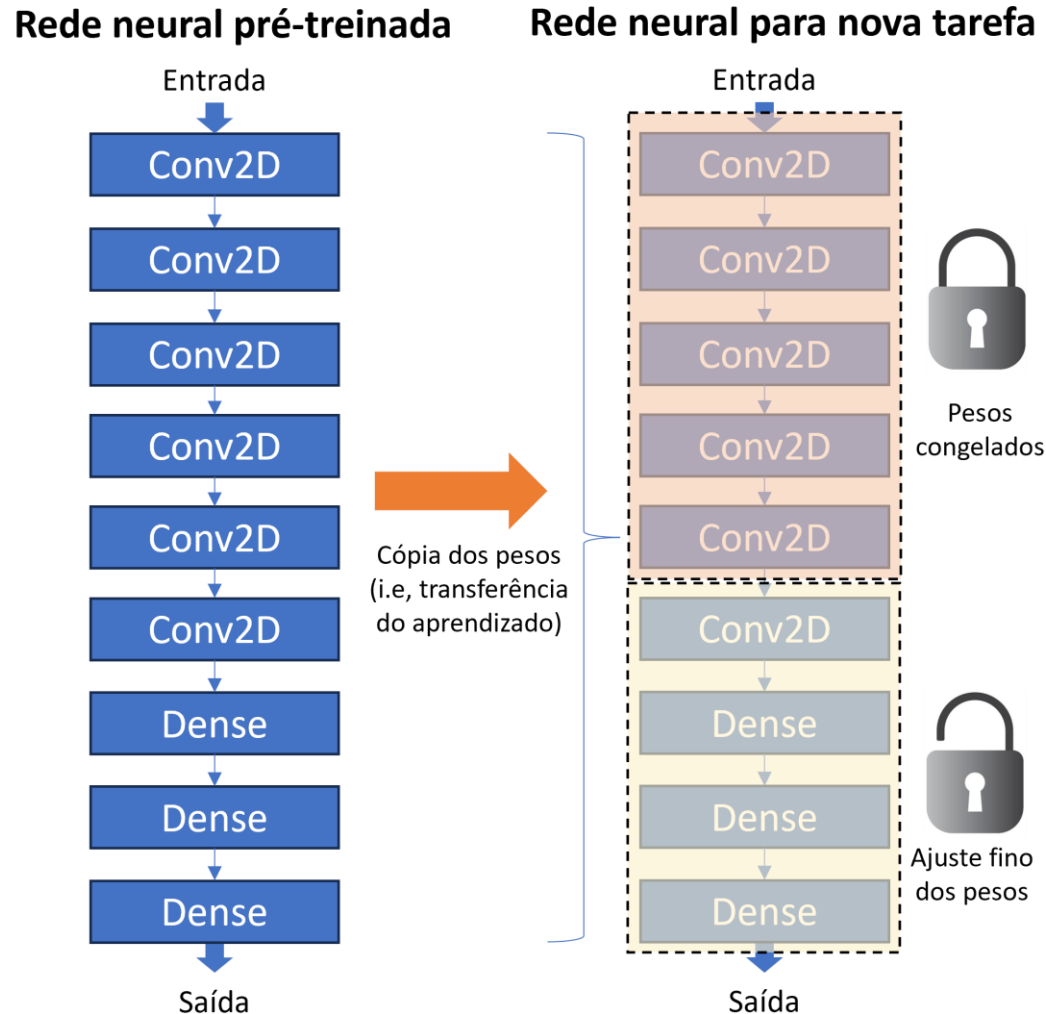 Rede neural pré-treinada
Entrada
Conv2D
Conv2D
Conv2D
Conv2D
Conv2D
Conv2D
Dense
Dense
Dense
Saída
Cópia dos pesos
(i.e, transferência
do aprendizado)
Rede neural para nova tarefa
Entrada
Conv2D
Conv2D
Conv2D
Conv2D
Conv2D
Conv2D
Dense
Dense
Dense
Saída
Pesos
congelados
Ajuste fino
dos pesos